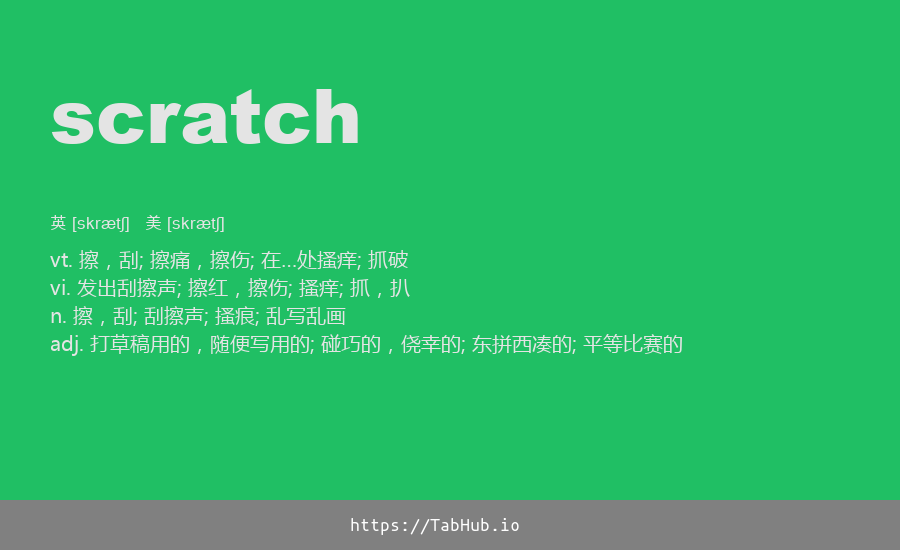 scratch
英 [skrætʃ] 美 [skrætʃ]
vt. 擦，刮; 擦痛，擦伤; 在...处搔痒; 抓破
vi. 发出刮擦声; 擦红，擦伤; 搔痒; 抓，扒
n. 擦，刮; 刮擦声; 搔痕; 乱写乱画
adj. 打草稿用的，随便写用的; 碰巧的，侥幸的; 东拼西凑的; 平等比赛的
https://TabHub.io